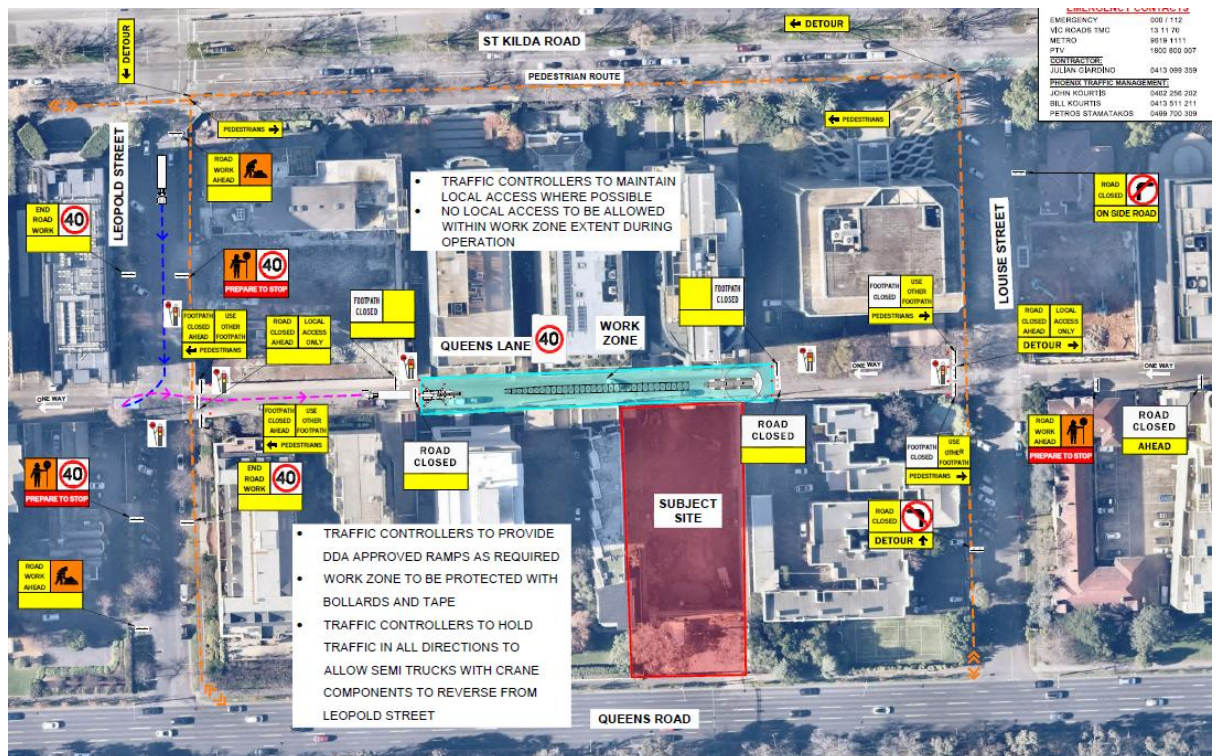 EMERGENCY CONTACTS
EMERGENCY 000 / 112
VIC ROADS TMC 13 11 70
METRO 9619 1111
PTV 1800 800 007
CONTRACTOR:
JULIAN GIARDINO 0413 099 359
PHOENIX TRAFFIC MANAGEMENT:
JOHN KOURTIS 0402 256 202
BILL KOURTIS 0413 511 211
PETROS STAMATAKOS 0499 700 309
DETOUR
DETOUR
ST KILDA ROAD
PEDESTRIAN ROUTE
PEDESTRIANS
PEDESTRIANS
LEOPOLD STREET
ROAD
WORK
AHEAD
END
ROAD
WORK
40
40
PREPARE TO STOP
• TRAFFIC CONTROLLERS TO MAINTAIN
LOCAL ACCESS WHERE POSSIBLE
• NO LOCAL ACCESS TO BE ALLOWED
WITHIN WORK ZONE EXTENT DURING
OPERATION
LOUISE STREET
ROAD
CLOSED
ON SIDE ROAD
FOOTPATH
CLOSED
AHEAD
USE
OTHER
FOOTPATH
PEDESTRIANS
ROAD
CLOSED
AHEAD
LOCAL
ACCESS
ONLY
FOOTPATH
CLOSED
QUEENS LANE
40
WORK
ZONE
FOOTPATH
CLOSED
FOOTPATH
CLOSED
USE
OTHER
FOOTPATH
PEDESTRIANS
ROAD
CLOSED
AHEAD
LOCAL
ACCESS
ONLY
DETOUR
ONE WAY
ONE WAY
ONE WAY
FOOTPATH
CLOSED
AHEAD
USE
OTHER
FOOTPATH
PEDESTRIANS
ROAD
CLOSED
ROAD
CLOSED
FOOTPATH
CLOSED
USE
OTHER
FOOTPATH
PEDESTRIANS
ROAD
WORK
AHEAD
PREPARE TO STOP
ROAD
CLOSED
AHEAD
40
PREPARE TO STOP
END
ROAD
WORK
40
SUBJECT
SITE
ROAD
CLOSED
DETOUR
ROAD
WORK
AHEAD
• TRAFFIC CONTROLLERS TO PROVIDE
DDA APPROVED RAMPS AS REQUIRED
• WORK ZONE TO BE PROTECTED WITH
BOLLARDS AND TAPE
• TRAFFIC CONTROLLERS TO HOLD
TRAFFIC IN ALL DIRECTIONS TO
ALLOW SEMI TRUCKS WITH CRANE
COMPONENTS TO REVERSE FROM
LEOPOLD STREET
QUEENS ROAD